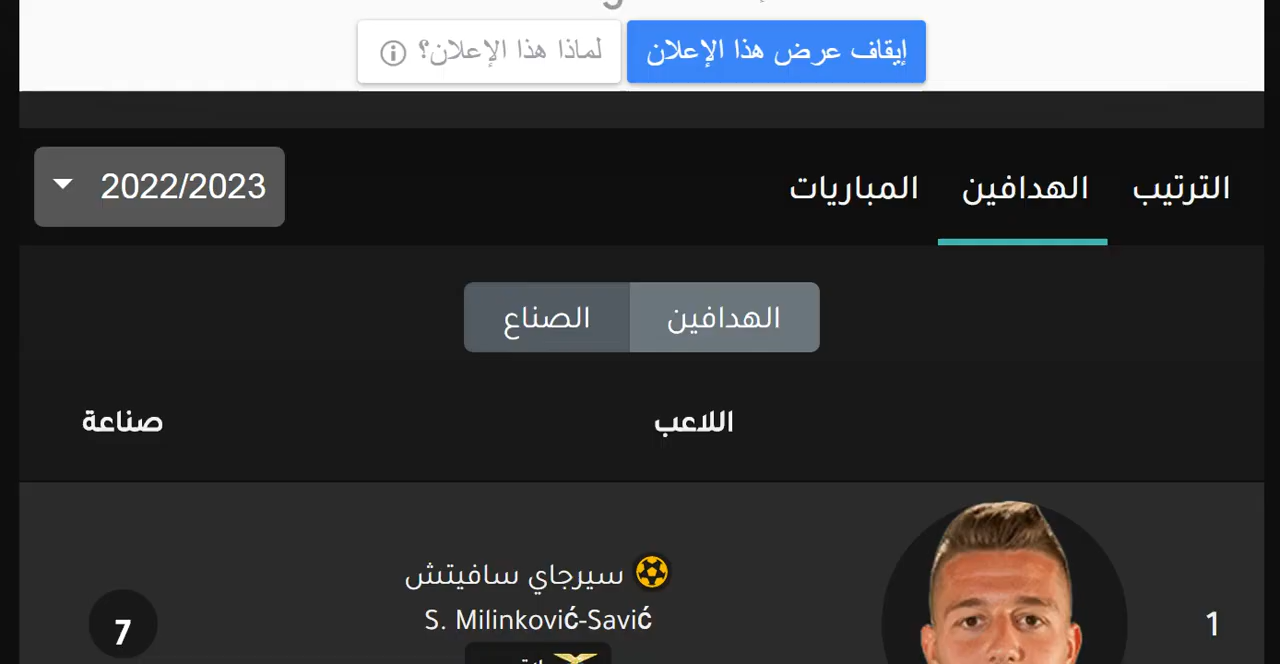 إيقاف عرض هذا الإعلان
لماذا هذا الإعلان؟
الترتيب الهدافين المباريات 2022/2023
الهدافين الصناع
اللاعب صناعة
1
سيرجاي سافيتش
S. Milinković-Savić
7